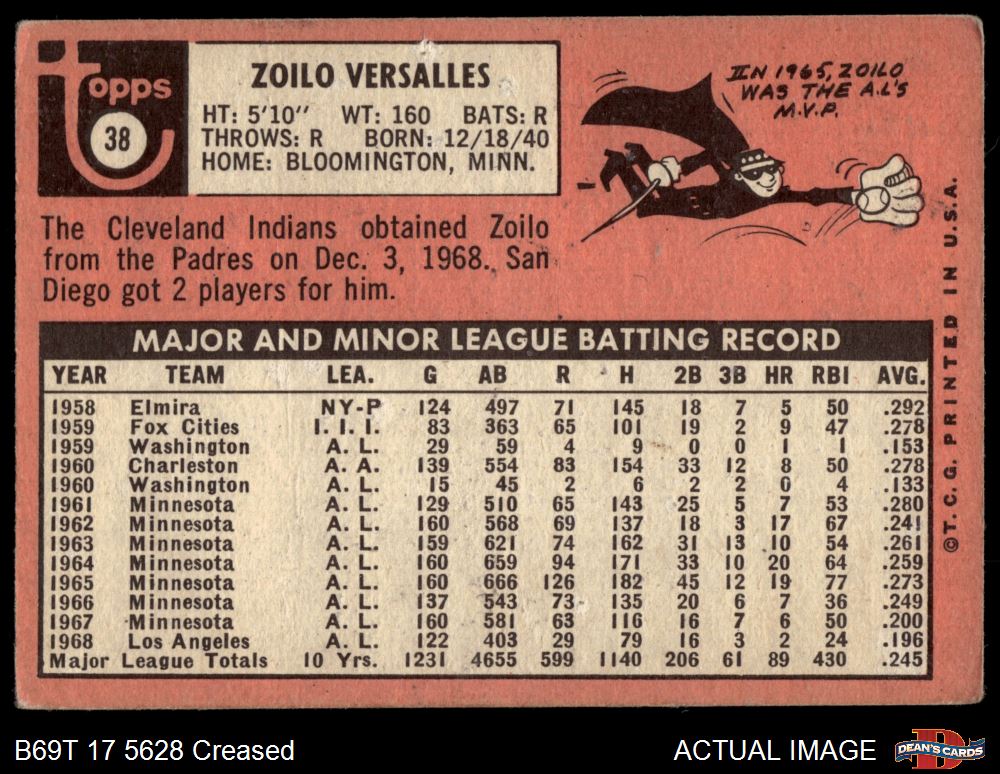 Topps
38
ZOILO VERSALLES
HT: 5'10" WT: 160 BATS: R
THROWS: R BORN: 12/18/40
HOME: BLOOMINGTON, MINN.
IN 1965, ZOILO
WAS THE A.L'S
M.V.P.
The Cleveland Indians obtained Zoilo
from the Padres on Dec. 3, 1968. San
Diego got 2 players for him.
MAJOR AND MINOR LEAGUE BATTING RECORD
YEAR TEAM LEA. G AB R H 2B 3B HR RBI AVG.
1958 Elmira NY-P 124 497 71 145 18 7 5 50 .292
1959 Fox Cities I. I. I. 83 363 65 101 19 2 9 47 .278
1959 Washington A. L. 29 59 4 9 0 0 1 1 .153
1960 Charleston A. A. 139 554 83 154 33 12 8 50 .278
1960 Washington A. L. 15 45 2 6 2 2 0 4 .133
1961 Minnesota A. L. 129 510 65 143 25 5 7 53 .280
1962 Minnesota A. L. 160 568 69 137 18 3 17 67 .241
1963 Minnesota A. L. 159 621 74 162 31 13 10 54 .261
1964 Minnesota A. L. 160 659 94 171 33 10 20 64 .259
1965 Minnesota A. L. 160 666 126 182 45 12 19 77 .273
1966 Minnesota A. L. 137 543 73 135 20 6 7 36 .249
1967 Minnesota A. L. 160 581 63 116 16 7 6 50 .200
1968 Los Angeles A. L. 122 403 29 79 16 3 2 24 .196
Major League Totals 10 Yrs. 1231 4655 599 1140 206 61 89 430 .245
©T. C. G. PRINTED IN U.S.A.
B69T 17 5628 Creased
ACTUAL IMAGE
D
DEAN'S CARDS